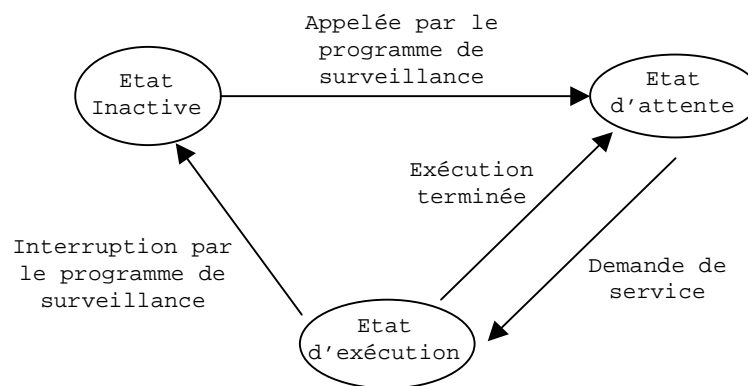 Appelée par le
programme de
surveillance
Etat
Inactive
Etat
d'attente
Exécution
terminée
Interruption par
le programme de
surveillance
Demande de
service
Etat
d'exécution